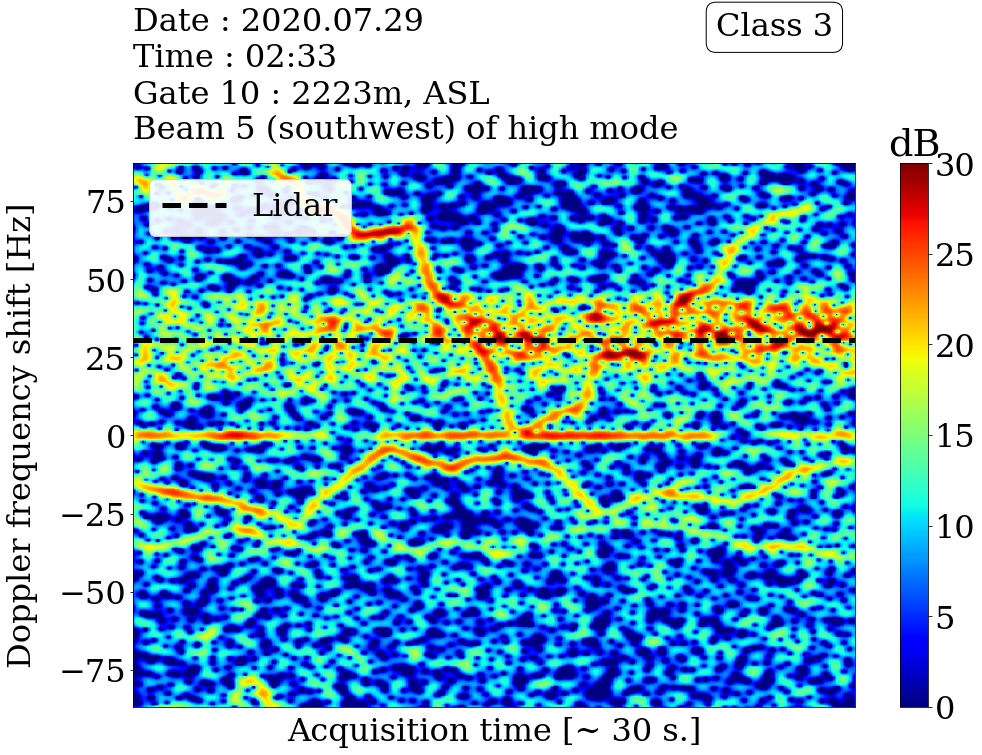 Date : 2020.07.29
Time : 02:33
Gate 10 : 2223m, ASL
Beam 5 (southwest) of high mode
Class 3
dB
Lidar
Doppler frequency shift [Hz]
75
50
25
0
−25
−50
−75
30
25
20
15
10
5
0
Acquisition time [~ 30 s.]